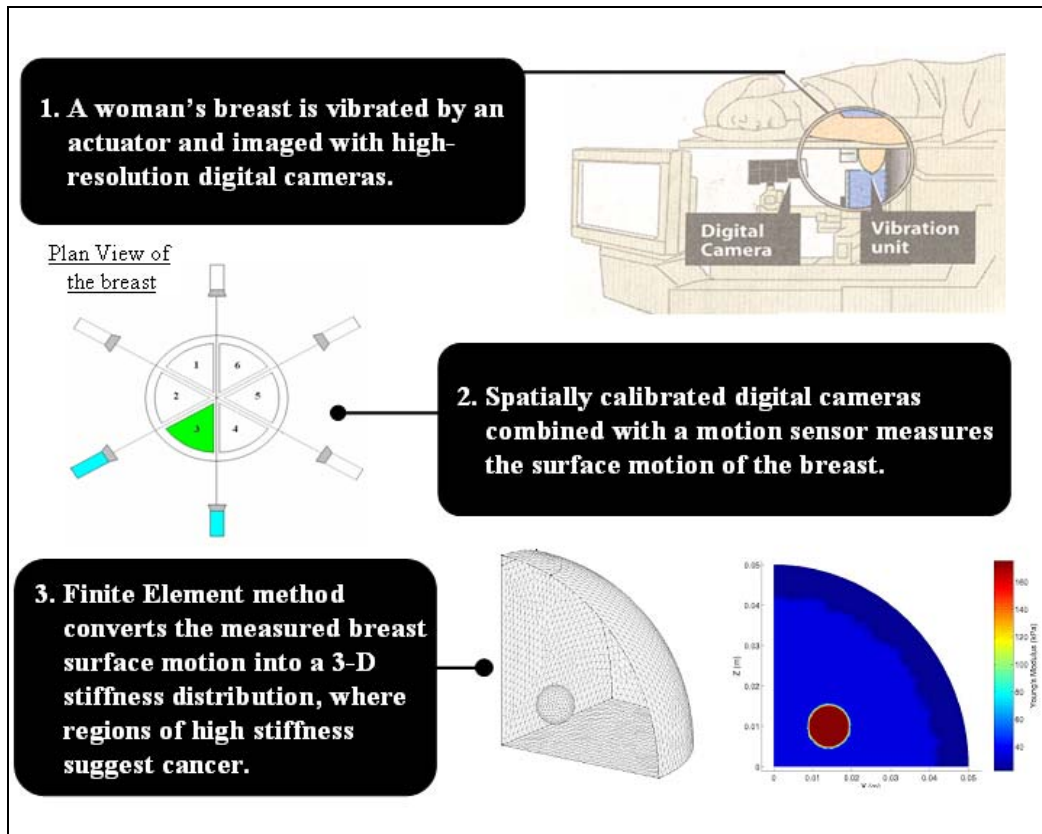 1. A woman's breast is vibrated by an
actuator and imaged with high-
resolution digital cameras.
Digital
Camera
Vibration
unit
Plan View of
the breast
1
6
2
5
3
4
2. Spatially calibrated digital cameras
combined with a motion sensor measures
the surface motion of the breast.
3. Finite Element method
converts the measured breast
surface motion into a 3-D
stiffness distribution, where
regions of high stiffness
suggest cancer.
0.05
0.04
0.03
0.02
0.01
0
Z (m)
0
0.01
0.02
0.03
0.04
0.05
160
140
120
100
80
60
40
Young's Modulus (kPa)